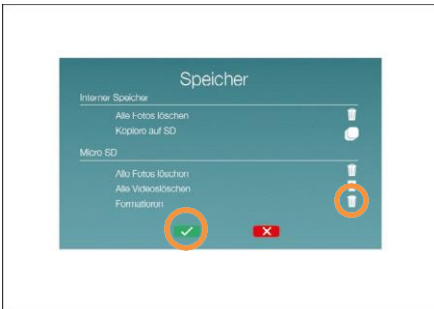 Speicher
Interner Speicher
Alle Fotos löschen
Kopiere auf SD
Micro SD
Alle Fotos löschen
Alle Videoslöschen
Formatieren